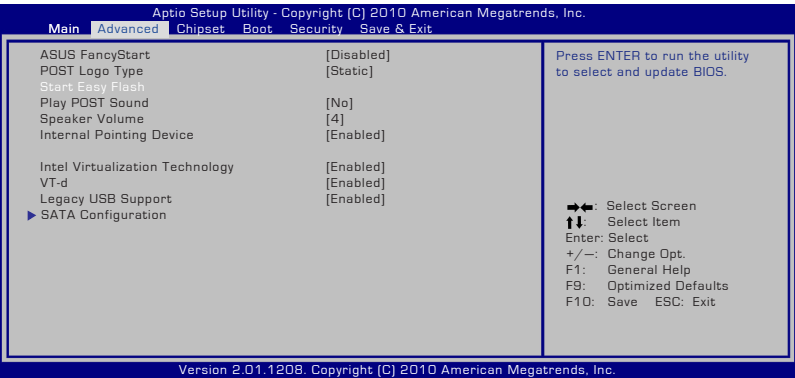 Aptio Setup Utility - Copyright (C) 2010 American Megatrends, Inc.
Main Advanced Chipset Boot Security Save & Exit
ASUS FancyStart [Disabled]
POST Logo Type [Static]
Start Easy Flash
Play POST Sound [No]
Speaker Volume [4]
Internal Pointing Device [Enabled]
Intel Virtualization Technology [Enabled]
VT-d [Enabled]
Legacy USB Support [Enabled]
SATA Configuration
Press ENTER to run the utility
to select and update BIOS.
→←: Select Screen
↑↓: Select Item
Enter: Select
+/—: Change Opt.
F1: General Help
F9: Optimized Defaults
F10: Save ESC: Exit
Version 2.01.1208. Copyright (C) 2010 American Megatrends, Inc.